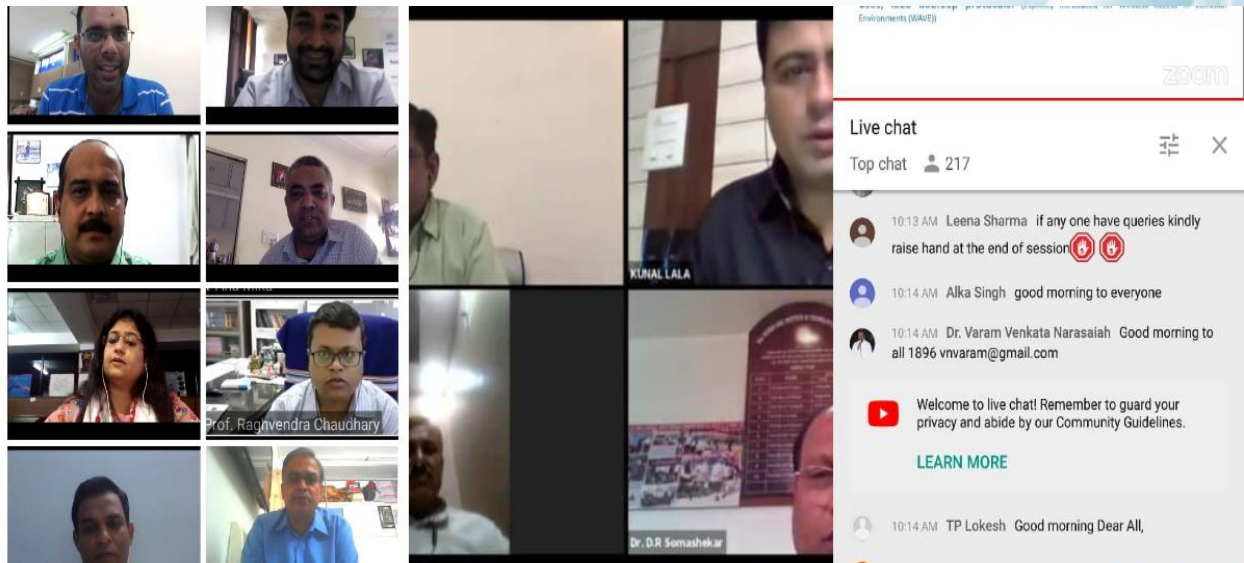 Prof. Raghvendra Chaudhary
KUNAL LALA
Dr. D.R Somashekar
Environments (WAVE))
zoom
Live chat
Top chat 217
10:13 AM Leena Sharma if any one have queries kindly
raise hand at the end of session
10:14 AM Alka Singh good morning to everyone
10:14 AM Dr. Varam Venkata Narasaiah Good morning to
all 1896 vnvaram@gmail.com
Welcome to live chat! Remember to guard your
privacy and abide by our Community Guidelines.
LEARN MORE
10:14 AM TP Lokesh Good morning Dear All,